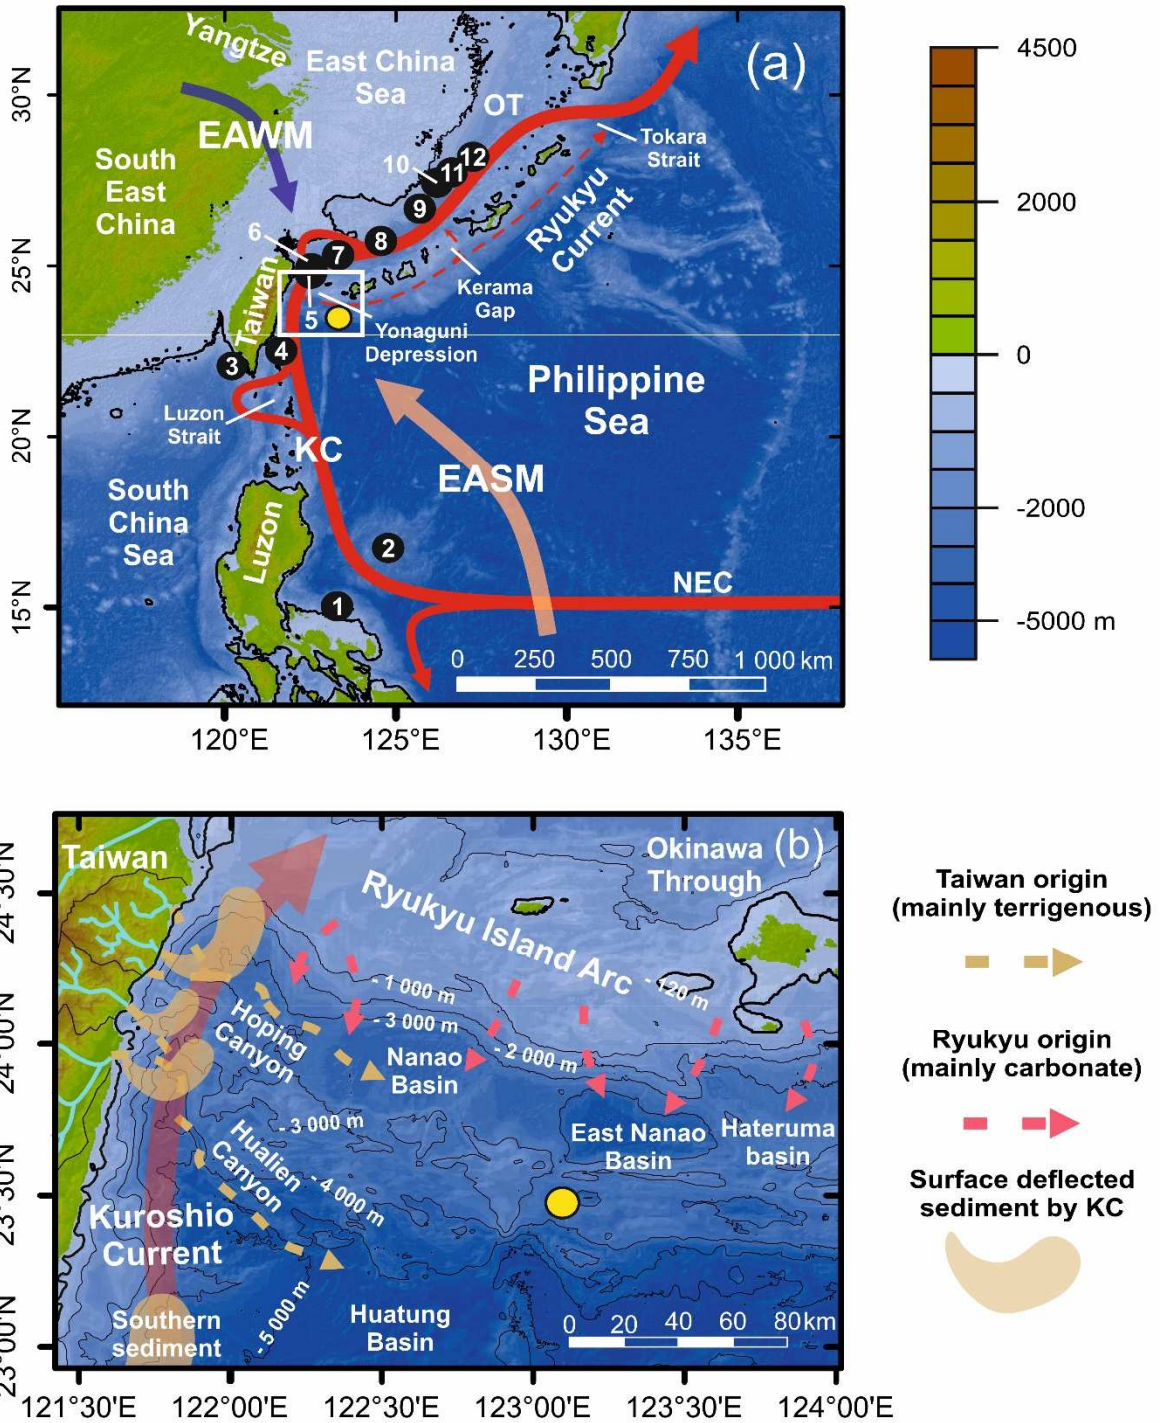 (a)
Yangtze
East China
Sea
30°N
OT
EAWM
Tokara
Strait
South
East
China
10
11
12
9
Ryukyu
Current
6
7
8
25°N
Taiwan
Kerama
Gap
5
Yonaguni
Depression
3
4
Philippine
Sea
Luzon
Strait
20°N
KC
EASM
South
China
Sea
Luzon
2
NEC
15°N
1
0 250 500 750 1 000 km
120°E 125°E 130°E 135°E
4500
2000
0
-2000
-5000 m
(b)
Taiwan
Okinawa
Through
24°30'N
Ryukyu Island Arc
- 120 m
- 1 000 m
- 3 000 m
- 2 000 m
Hoping
Canyon
24°00'N
Nanao
Basin
- 3 000 m
East Nanao
Basin
Hateruma
basin
Hualien
Canyon
- 4 000 m
23°30'N
Kuroshio
Current
- 5 000 m
Southern
sediment
Huatung
Basin
0 20 40 60 80 km
23°00'N
121°30'E 122°00'E 122°30'E 123°00'E 123°30'E 124°00'E
Taiwan origin
(mainly terrigenous)
Ryukyu origin
(mainly carbonate)
Surface deflected
sediment by KC